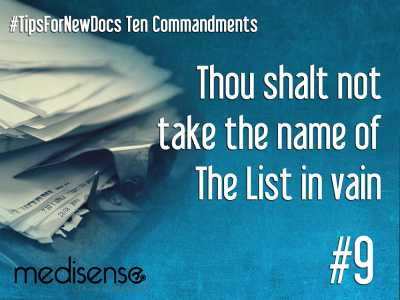 #TipsForNewDocs Ten Commandments
Thou shalt not
take the name of
The List in vain
#9
medisense